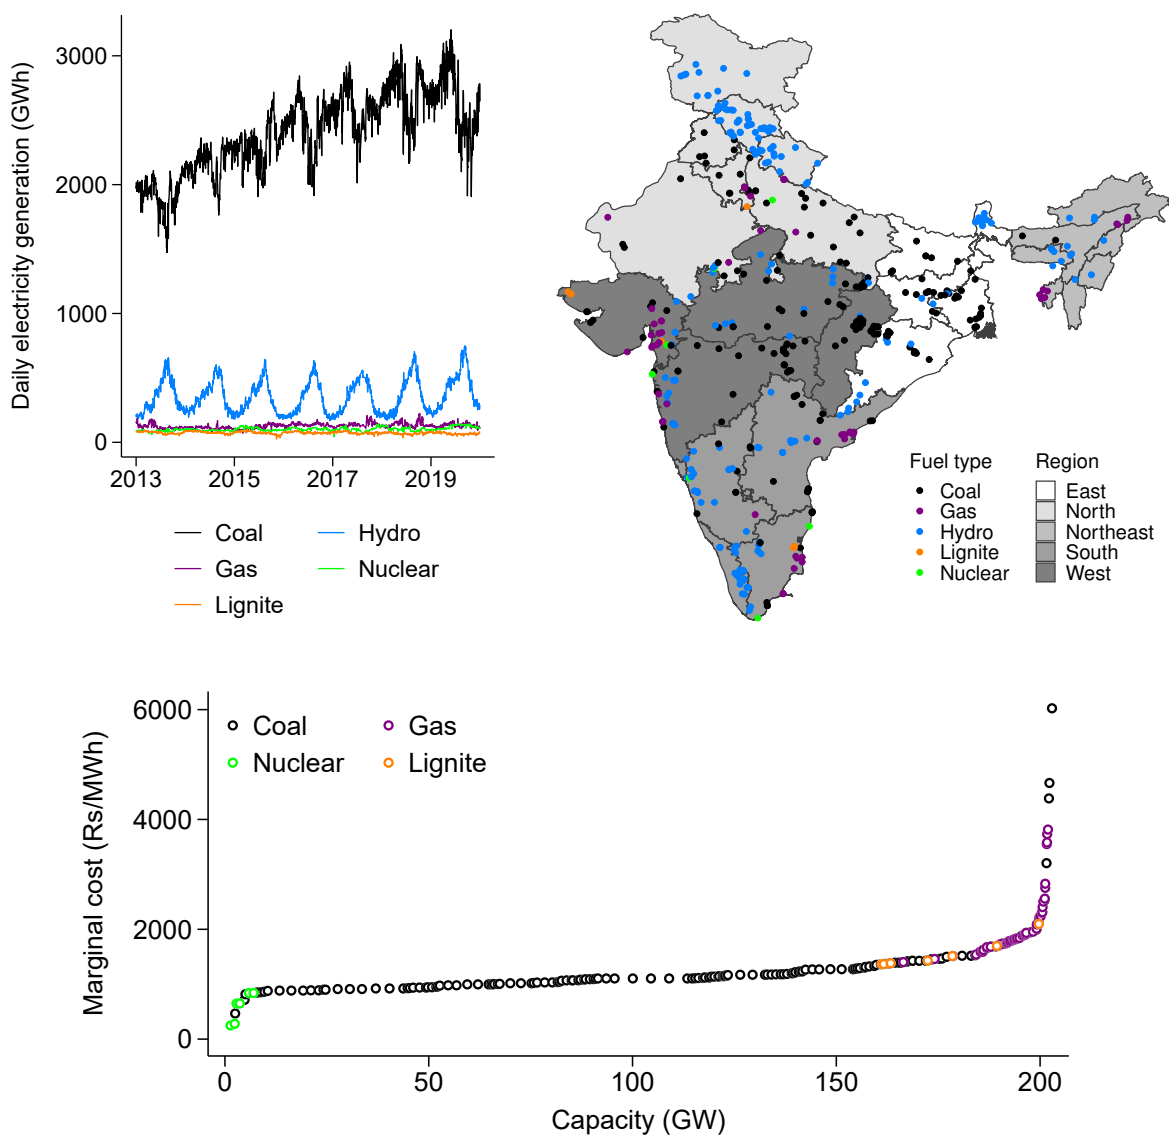 Daily electricity generation (GWh)
3000
2000
1000
0
2013 2015 2017 2019
Coal Hydro
Gas Nuclear
Lignite
Fuel type
Coal
Gas
Hydro
Lignite
Nuclear
Region
East
North
Northeast
South
West
Marginal cost (Rs/MWh)
6000
4000
2000
0
Coal Gas
Nuclear Lignite
0 50 100 150 200
Capacity (GW)